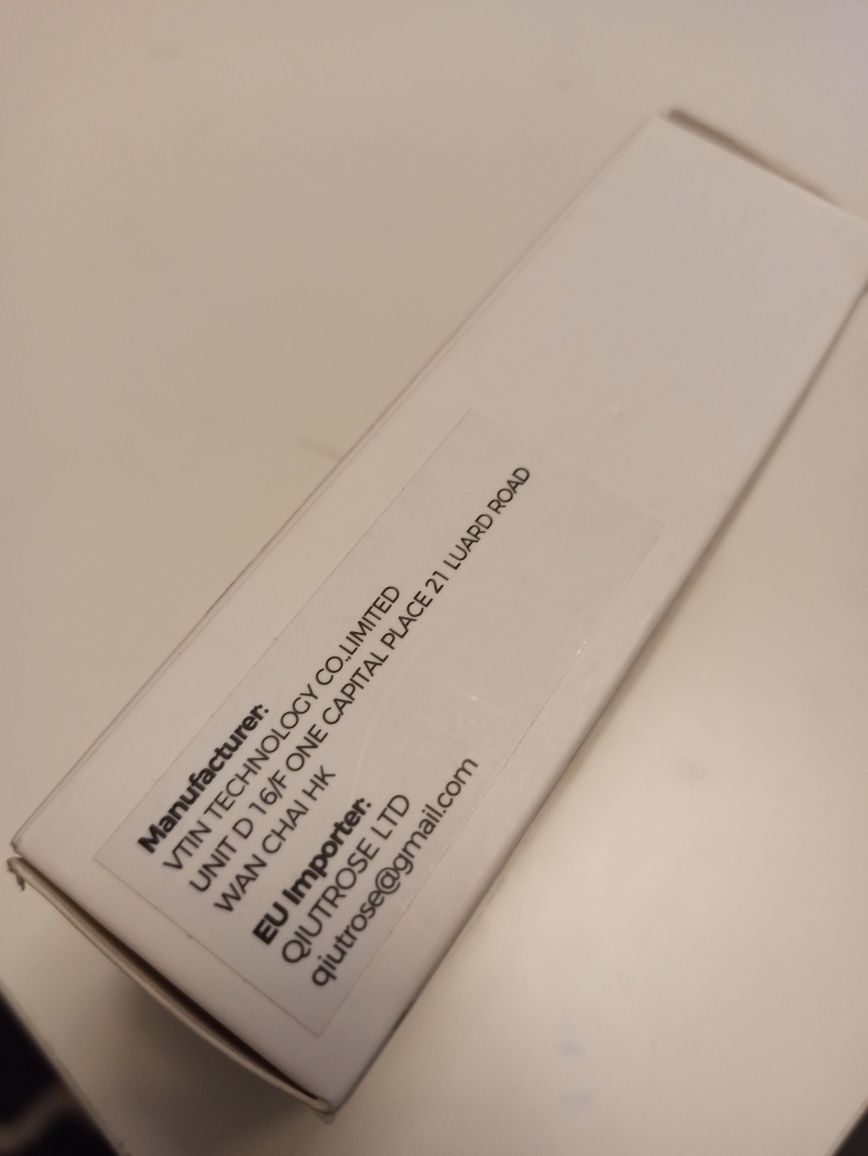 Manufacturer:
VTIN TECHNOLOGY CO.,LIMITED
UNIT D 16/F ONE CAPITAL PLACE 21 LUARD ROAD
WAN CHAI HK
EU Importer:
QIUTROSE LTD
qiutrose@gmail.com